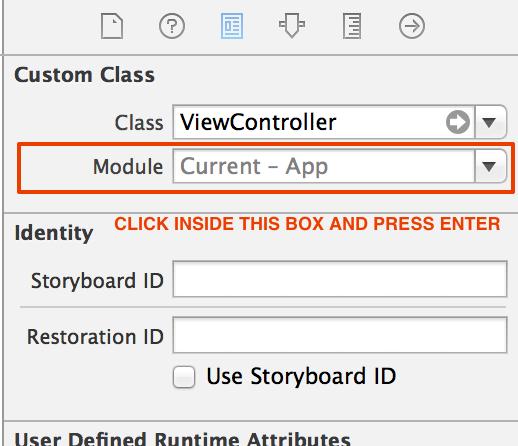 Custom Class
Class ViewController
Module Current – App
CLICK INSIDE THIS BOX AND PRESS ENTER
Identity
Storyboard ID
Restoration ID
Use Storyboard ID
User Defined Runtime Attributes